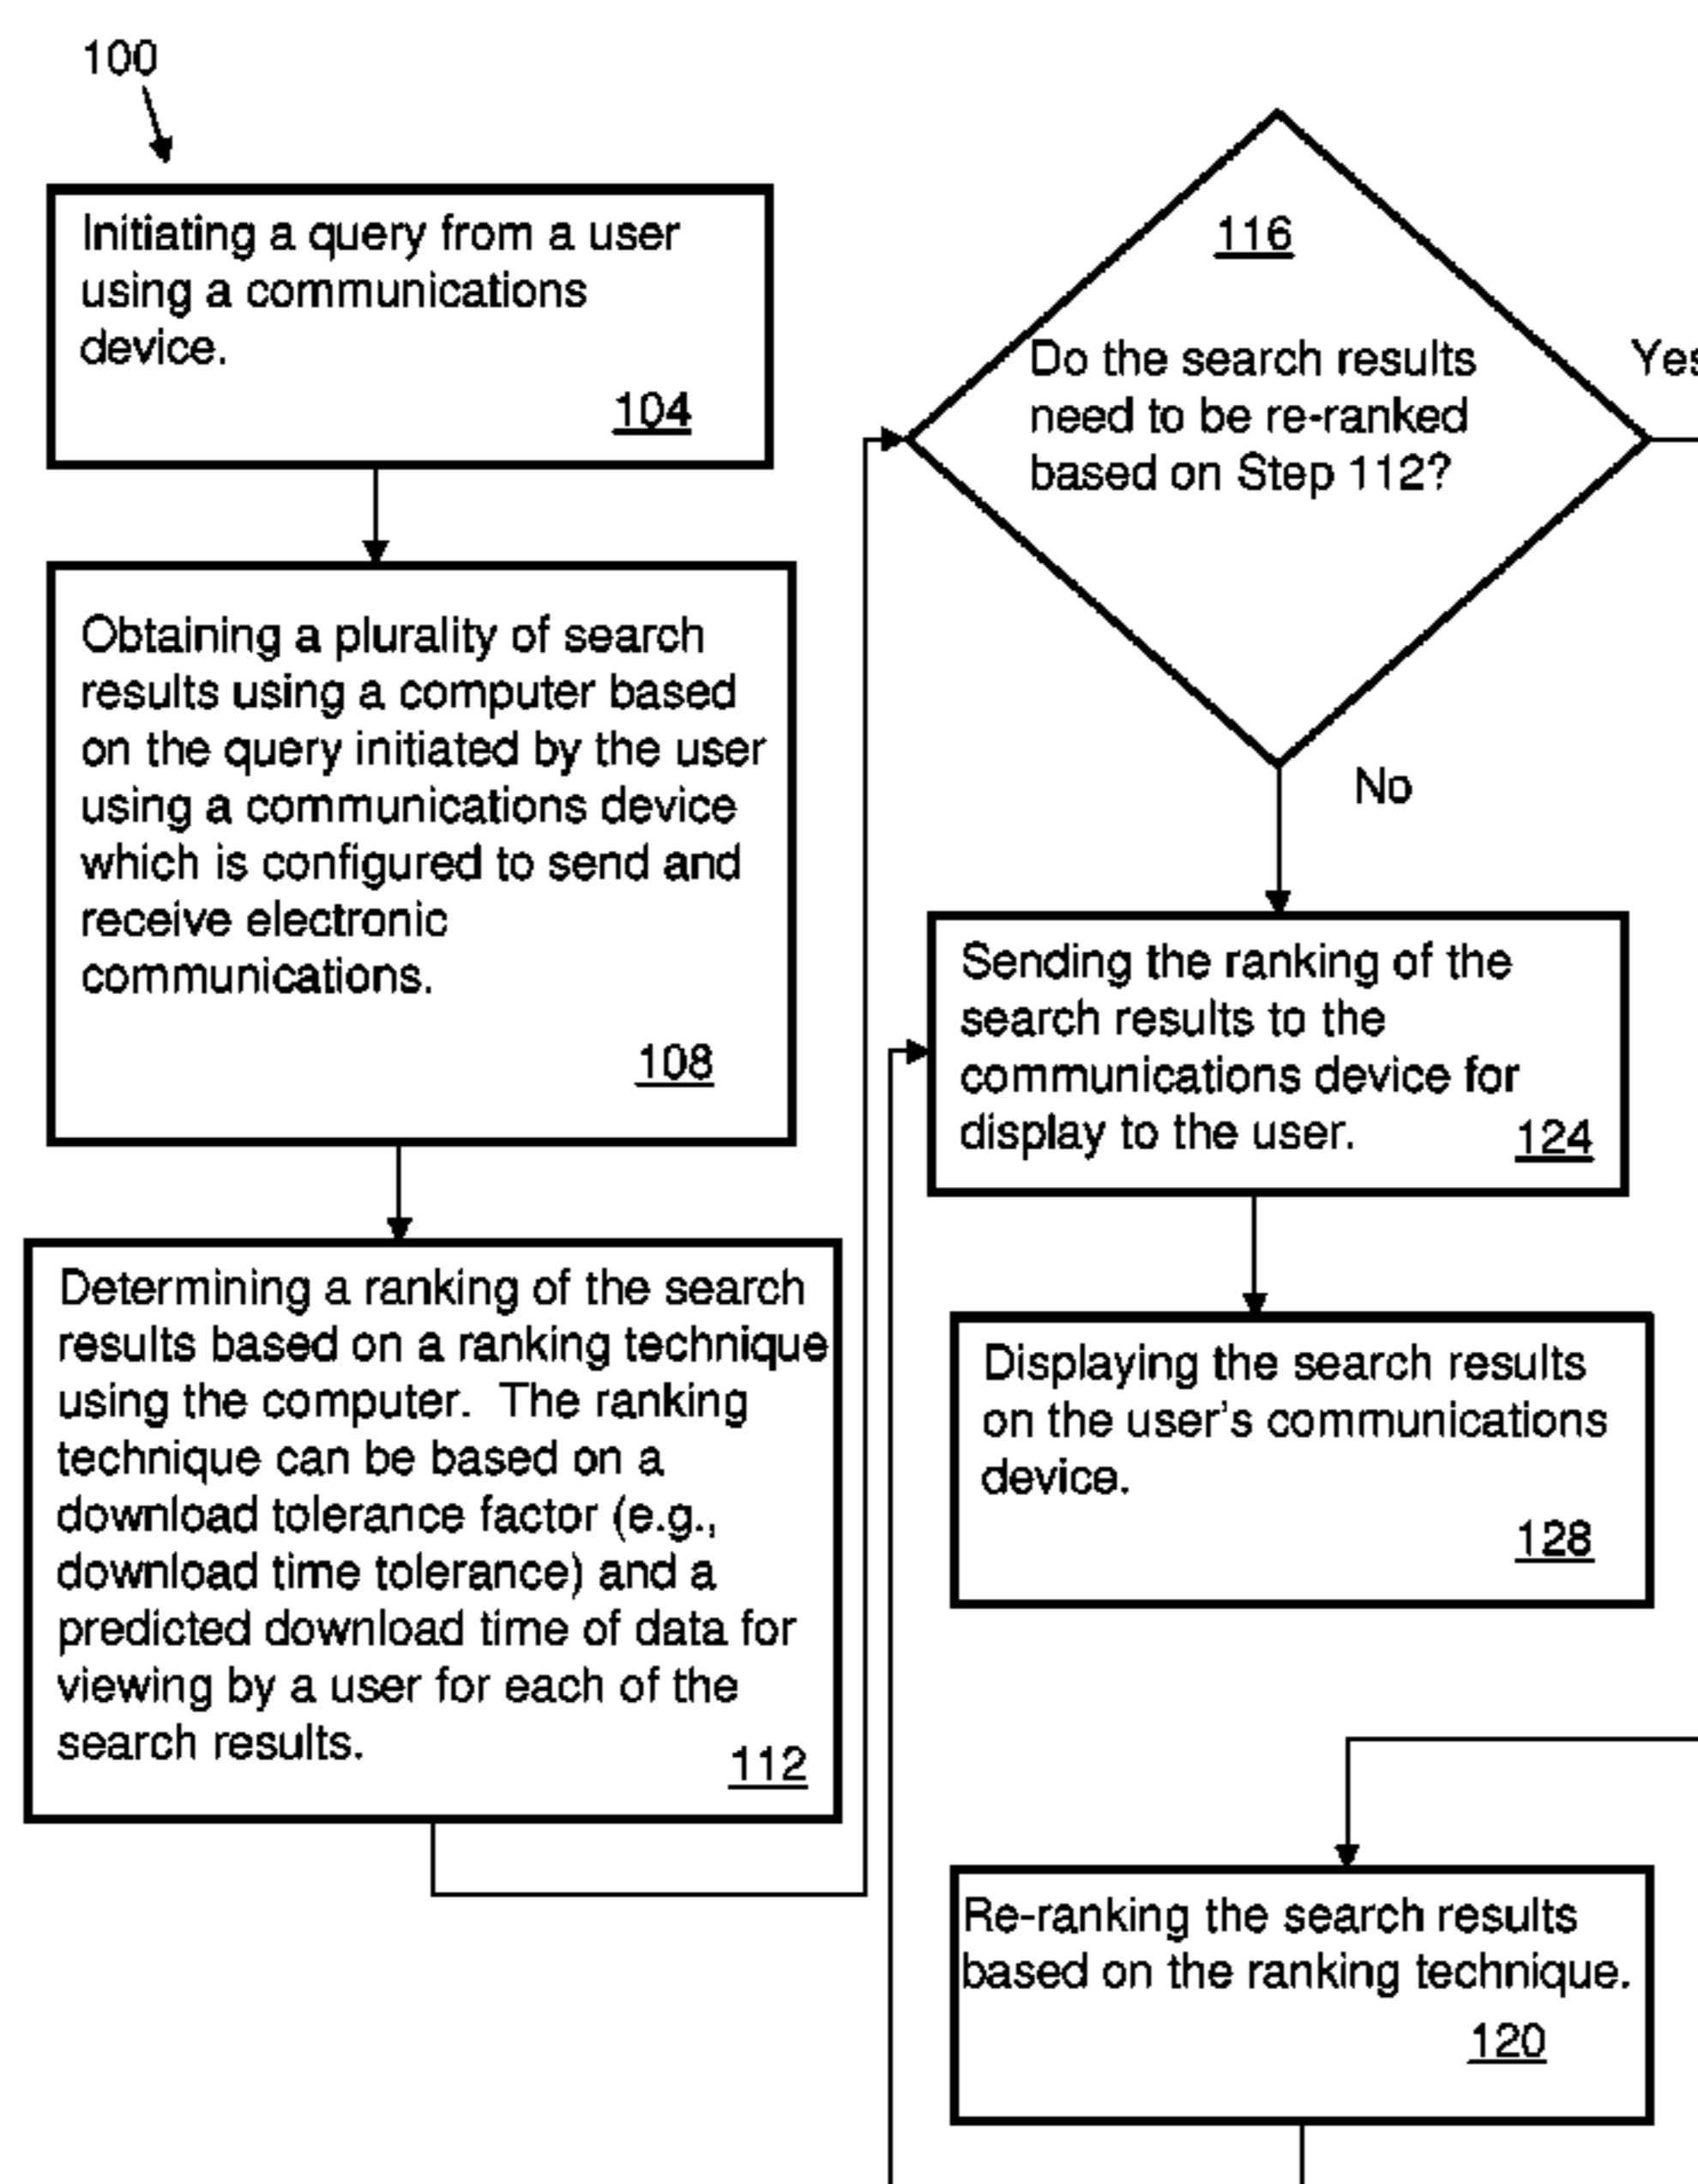 100
Initiating a query from a user
using a communications
device.
104
Obtaining a plurality of search
results using a computer based
on the query initiated by the user
using a communications device
which is configured to send and
receive electronic
communications.
108
Determining a ranking of the search
results based on a ranking technique
using the computer. The ranking
technique can be based on a
download tolerance factor (e.g.,
download time tolerance) and a
predicted download time of data for
viewing by a user for each of the
search results.
112
116
Do the search results
need to be re-ranked
based on Step 112?
Yes
No
Sending the ranking of the
search results to the
communications device for
display to the user.
124
Displaying the search results
on the user's communications
device.
128
Re-ranking the search results
based on the ranking technique.
120